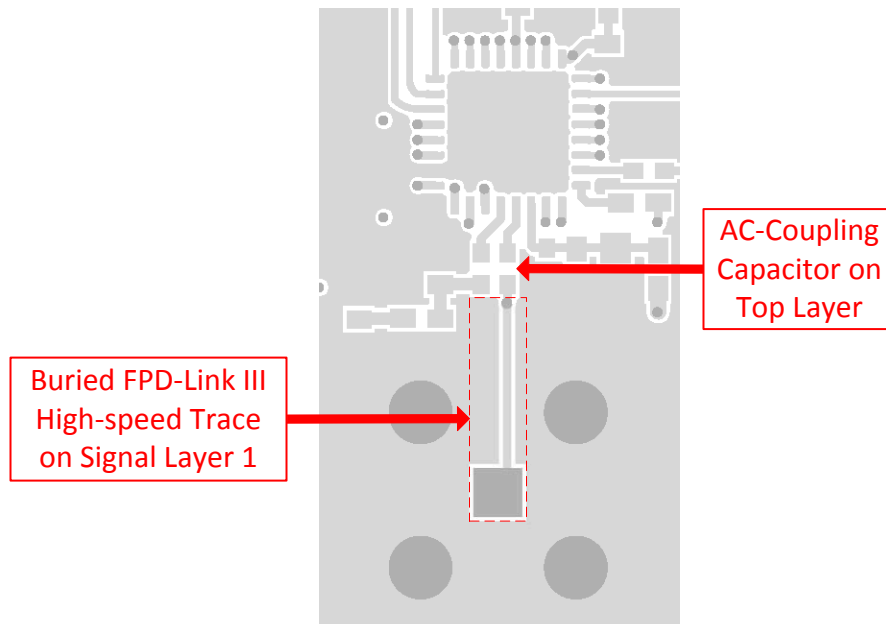 AC-Coupling
Capacitor on
Top Layer
Buried FPD-Link III
High-speed Trace
on Signal Layer 1